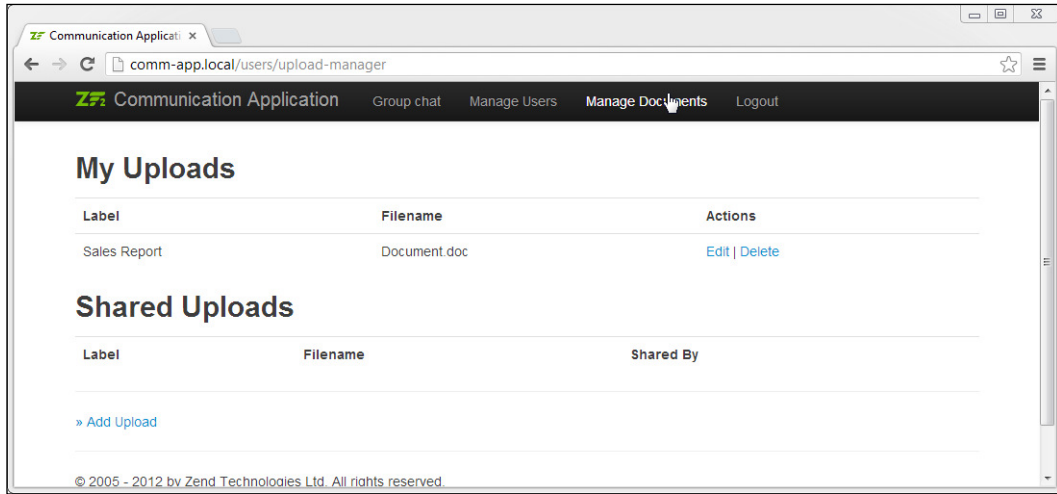 ZF Communication Applicati ×
comm-app.local/users/upload-manager
ZF2 Communication Application Group chat Manage Users Manage Documents Logout
My Uploads
Label Filename Actions
Sales Report Document.doc Edit | Delete
Shared Uploads
Label Filename Shared By
» Add Upload
© 2005 - 2012 by Zend Technologies Ltd. All rights reserved.